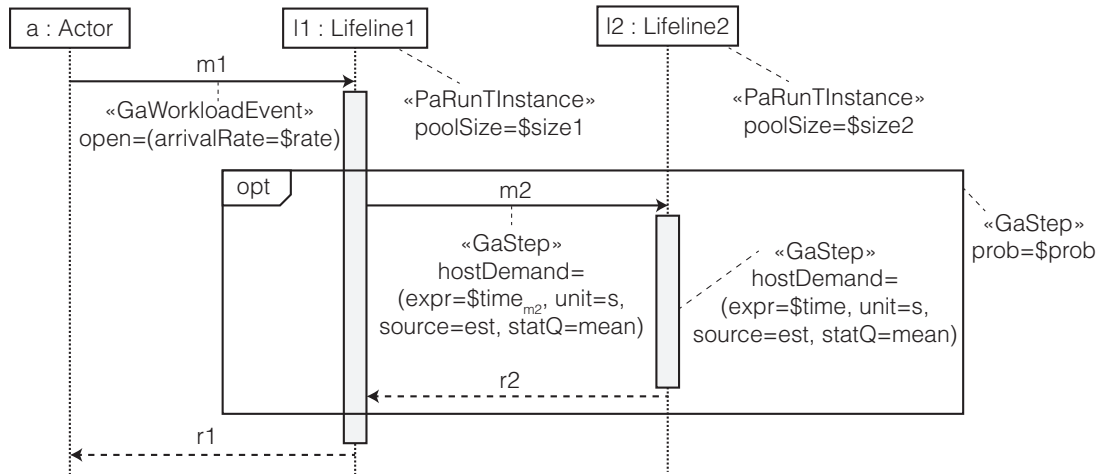 a : Actor
l1 : Lifeline1
l2 : Lifeline2
m1
«GaWorkloadEvent»
open=(arrivalRate=$rate)
«PaRunTInstance»
poolSize=$size1
«PaRunTInstance»
poolSize=$size2
opt
m2
«GaStep»
hostDemand=
(expr=$time_m2, unit=s,
source=est, statQ=mean)
«GaStep»
hostDemand=
(expr=$time, unit=s,
source=est, statQ=mean)
«GaStep»
prob=$prob
r2
r1